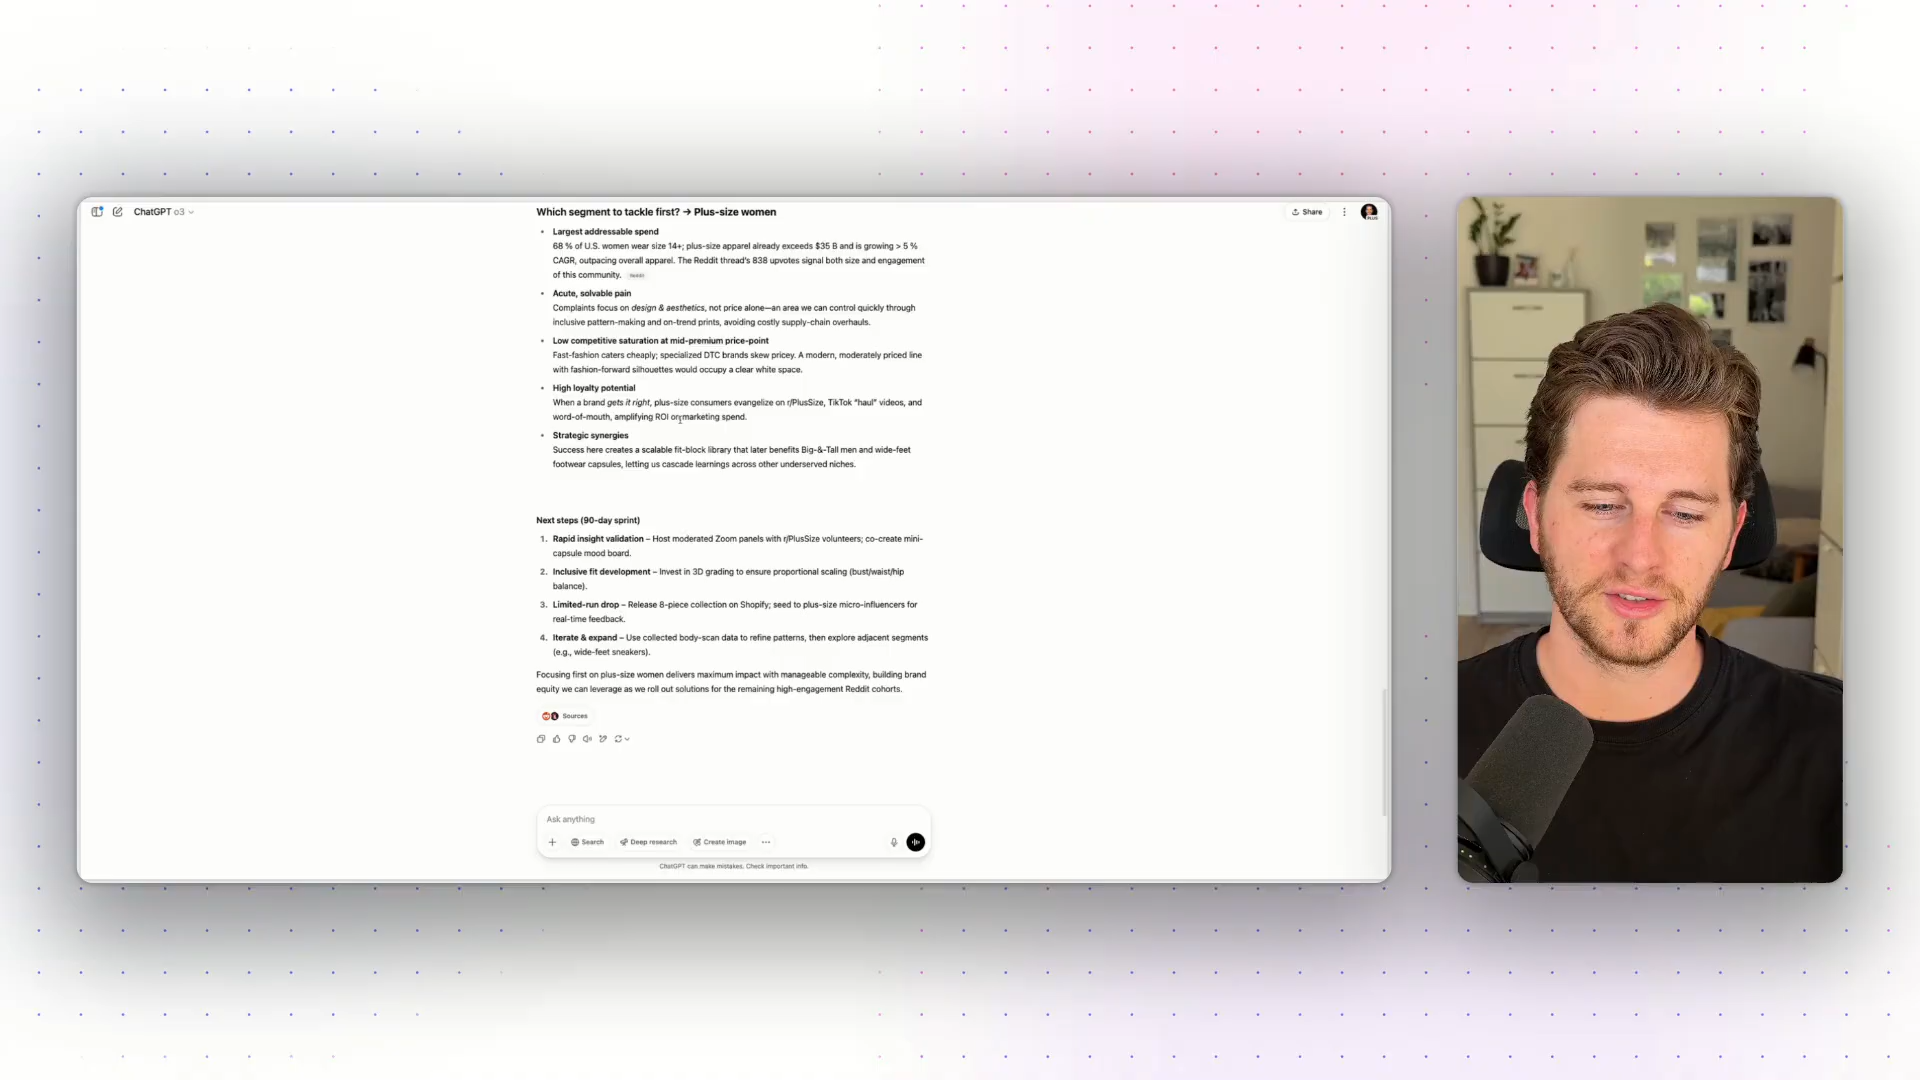 ChatGPT o3
Share
PLUS
Which segment to tackle first? → Plus-size women
• Largest addressable spend
68 % of U.S. women wear size 14+; plus-size apparel already exceeds $35 B and is growing > 5 %
CAGR, outpacing overall apparel. The Reddit thread's 838 upvotes signal both size and engagement
of this community. Reddit
• Acute, solvable pain
Complaints focus on design & aesthetics, not price alone—an area we can control quickly through
inclusive pattern-making and on-trend prints, avoiding costly supply-chain overhauls.
• Low competitive saturation at mid-premium price-point
Fast-fashion caters cheaply; specialized DTC brands skew pricey. A modern, moderately priced line
with fashion-forward silhouettes would occupy a clear white space.
• High loyalty potential
When a brand gets it right, plus-size consumers evangelize on r/PlusSize, TikTok "haul" videos, and
word-of-mouth, amplifying ROI on marketing spend.
• Strategic synergies
Success here creates a scalable fit-block library that later benefits Big-&-Tall men and wide-feet
footwear capsules, letting us cascade learnings across other underserved niches.
Next steps (90-day sprint)
1. Rapid insight validation – Host moderated Zoom panels with r/PlusSize volunteers; co-create mini-
capsule mood board.
2. Inclusive fit development – Invest in 3D grading to ensure proportional scaling (bust/waist/hip
balance).
3. Limited-run drop – Release 8-piece collection on Shopify; seed to plus-size micro-influencers for
real-time feedback.
4. Iterate & expand – Use collected body-scan data to refine patterns, then explore adjacent segments
(e.g., wide-feet sneakers).
Focusing first on plus-size women delivers maximum impact with manageable complexity, building brand
equity we can leverage as we roll out solutions for the remaining high-engagement Reddit cohorts.
Sources
Ask anything
Search Deep research Create image
ChatGPT can make mistakes. Check important info.